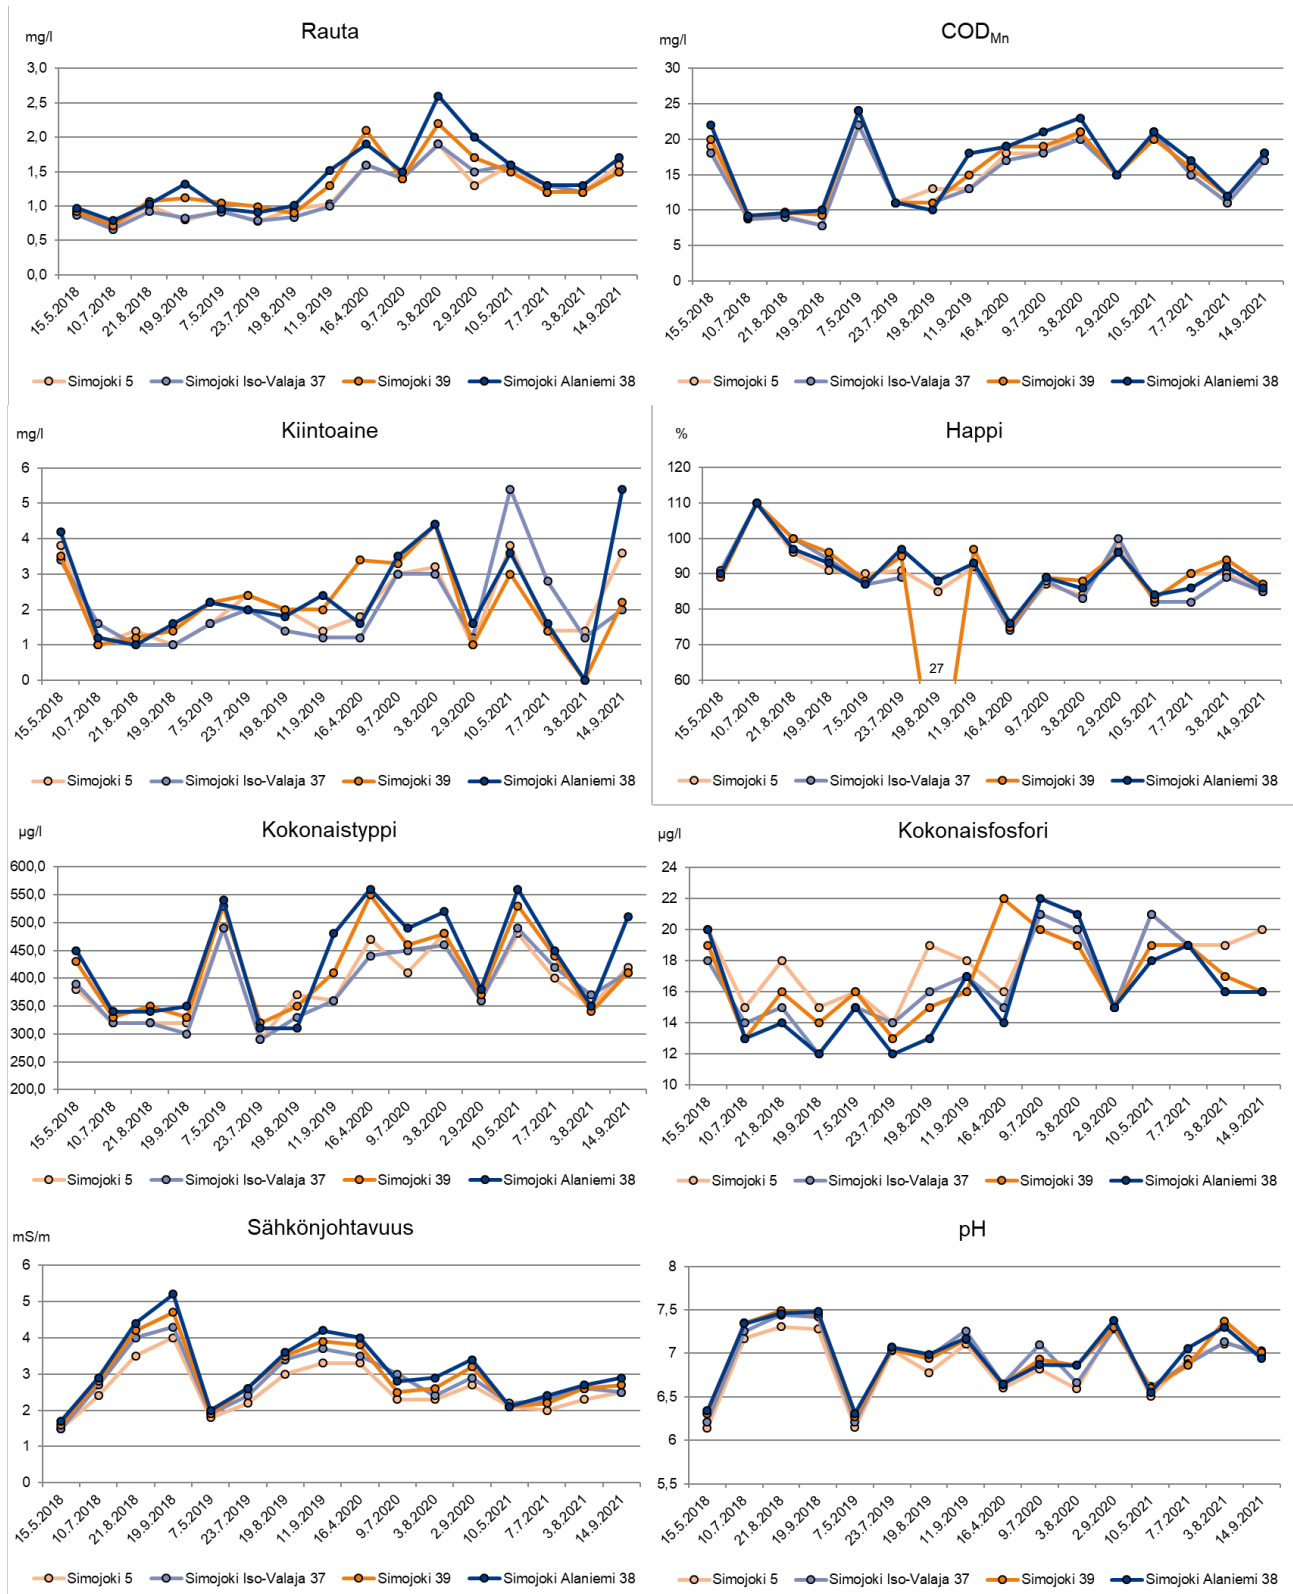 Rauta
mg/l
3,0
2,5
2,0
1,5
1,0
0,5
0,0
15.5.2018 10.7.2018 21.8.2018 19.9.2018 7.5.2019 23.7.2019 19.8.2019 11.9.2019 16.4.2020 9.7.2020 3.8.2020 2.9.2020 10.5.2021 7.7.2021 3.8.2021 14.9.2021
Simojoki 5 Simojoki Iso-Valaja 37 Simojoki 39 Simojoki Alaniemi 38
COD Mn
mg/l
30
25
20
15
10
5
0
15.5.2018 10.7.2018 21.8.2018 19.9.2018 7.5.2019 23.7.2019 19.8.2019 11.9.2019 16.4.2020 9.7.2020 3.8.2020 2.9.2020 10.5.2021 7.7.2021 3.8.2021 14.9.2021
Simojoki 5 Simojoki Iso-Valaja 37 Simojoki 39 Simojoki Alaniemi 38
Kiintoaine
mg/l
6
5
4
3
2
1
0
15.5.2018 10.7.2018 21.8.2018 19.9.2018 7.5.2019 23.7.2019 19.8.2019 11.9.2019 16.4.2020 9.7.2020 3.8.2020 2.9.2020 10.5.2021 7.7.2021 3.8.2021 14.9.2021
Simojoki 5 Simojoki Iso-Valaja 37 Simojoki 39 Simojoki Alaniemi 38
Happi
%
120
110
100
90
80
70
60
27
15.5.2018 10.7.2018 21.8.2018 19.9.2018 7.5.2019 23.7.2019 19.8.2019 11.9.2019 16.4.2020 9.7.2020 3.8.2020 2.9.2020 10.5.2021 7.7.2021 3.8.2021 14.9.2021
Simojoki 5 Simojoki Iso-Valaja 37 Simojoki 39 Simojoki Alaniemi 38
Kokonaistyppi
µg/l
600,0
550,0
500,0
450,0
400,0
350,0
300,0
250,0
200,0
15.5.2018 10.7.2018 21.8.2018 19.9.2018 7.5.2019 23.7.2019 19.8.2019 11.9.2019 16.4.2020 9.7.2020 3.8.2020 2.9.2020 10.5.2021 7.7.2021 3.8.2021 14.9.2021
Simojoki 5 Simojoki Iso-Valaja 37 Simojoki 39 Simojoki Alaniemi 38
Kokonaisfosfori
µg/l
24
22
20
18
16
14
12
10
15.5.2018 10.7.2018 21.8.2018 19.9.2018 7.5.2019 23.7.2019 19.8.2019 11.9.2019 16.4.2020 9.7.2020 3.8.2020 2.9.2020 10.5.2021 7.7.2021 3.8.2021 14.9.2021
Simojoki 5 Simojoki Iso-Valaja 37 Simojoki 39 Simojoki Alaniemi 38
Sähkönjohtavuus
mS/m
6
5
4
3
2
1
0
15.5.2018 10.7.2018 21.8.2018 19.9.2018 7.5.2019 23.7.2019 19.8.2019 11.9.2019 16.4.2020 9.7.2020 3.8.2020 2.9.2020 10.5.2021 7.7.2021 3.8.2021 14.9.2021
Simojoki 5 Simojoki Iso-Valaja 37 Simojoki 39 Simojoki Alaniemi 38
pH
8
7,5
7
6,5
6
5,5
15.5.2018 10.7.2018 21.8.2018 19.9.2018 7.5.2019 23.7.2019 19.8.2019 11.9.2019 16.4.2020 9.7.2020 3.8.2020 2.9.2020 10.5.2021 7.7.2021 3.8.2021 14.9.2021
Simojoki 5 Simojoki Iso-Valaja 37 Simojoki 39 Simojoki Alaniemi 38